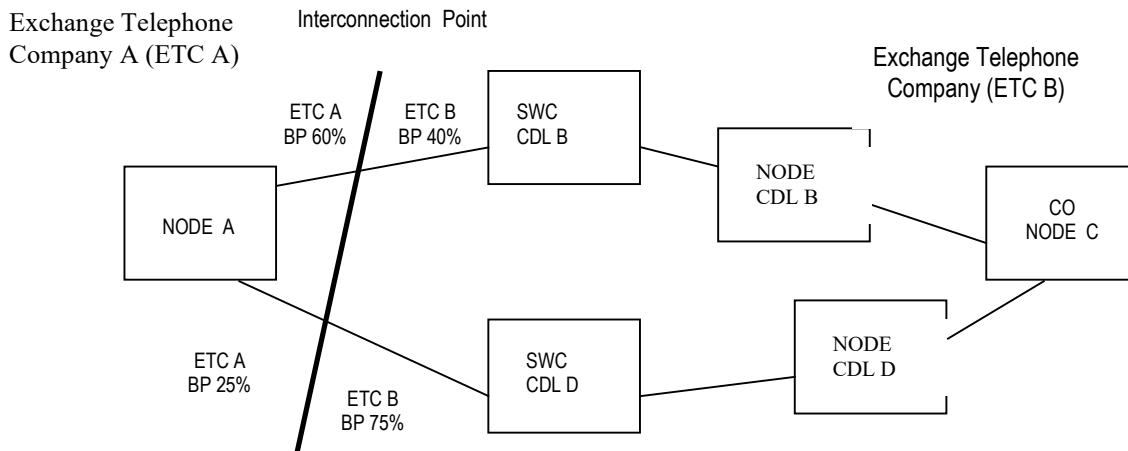 Exchange Telephone
Company A (ETC A)
Interconnection Point
Exchange Telephone
Company (ETC B)
ETC A
BP 60%
ETC B
BP 40%
SWC
CDL B
NODE
CDL B
NODE A
CO
NODE C
ETC A
BP 25%
ETC B
BP 75%
SWC
CDL D
NODE
CDL D